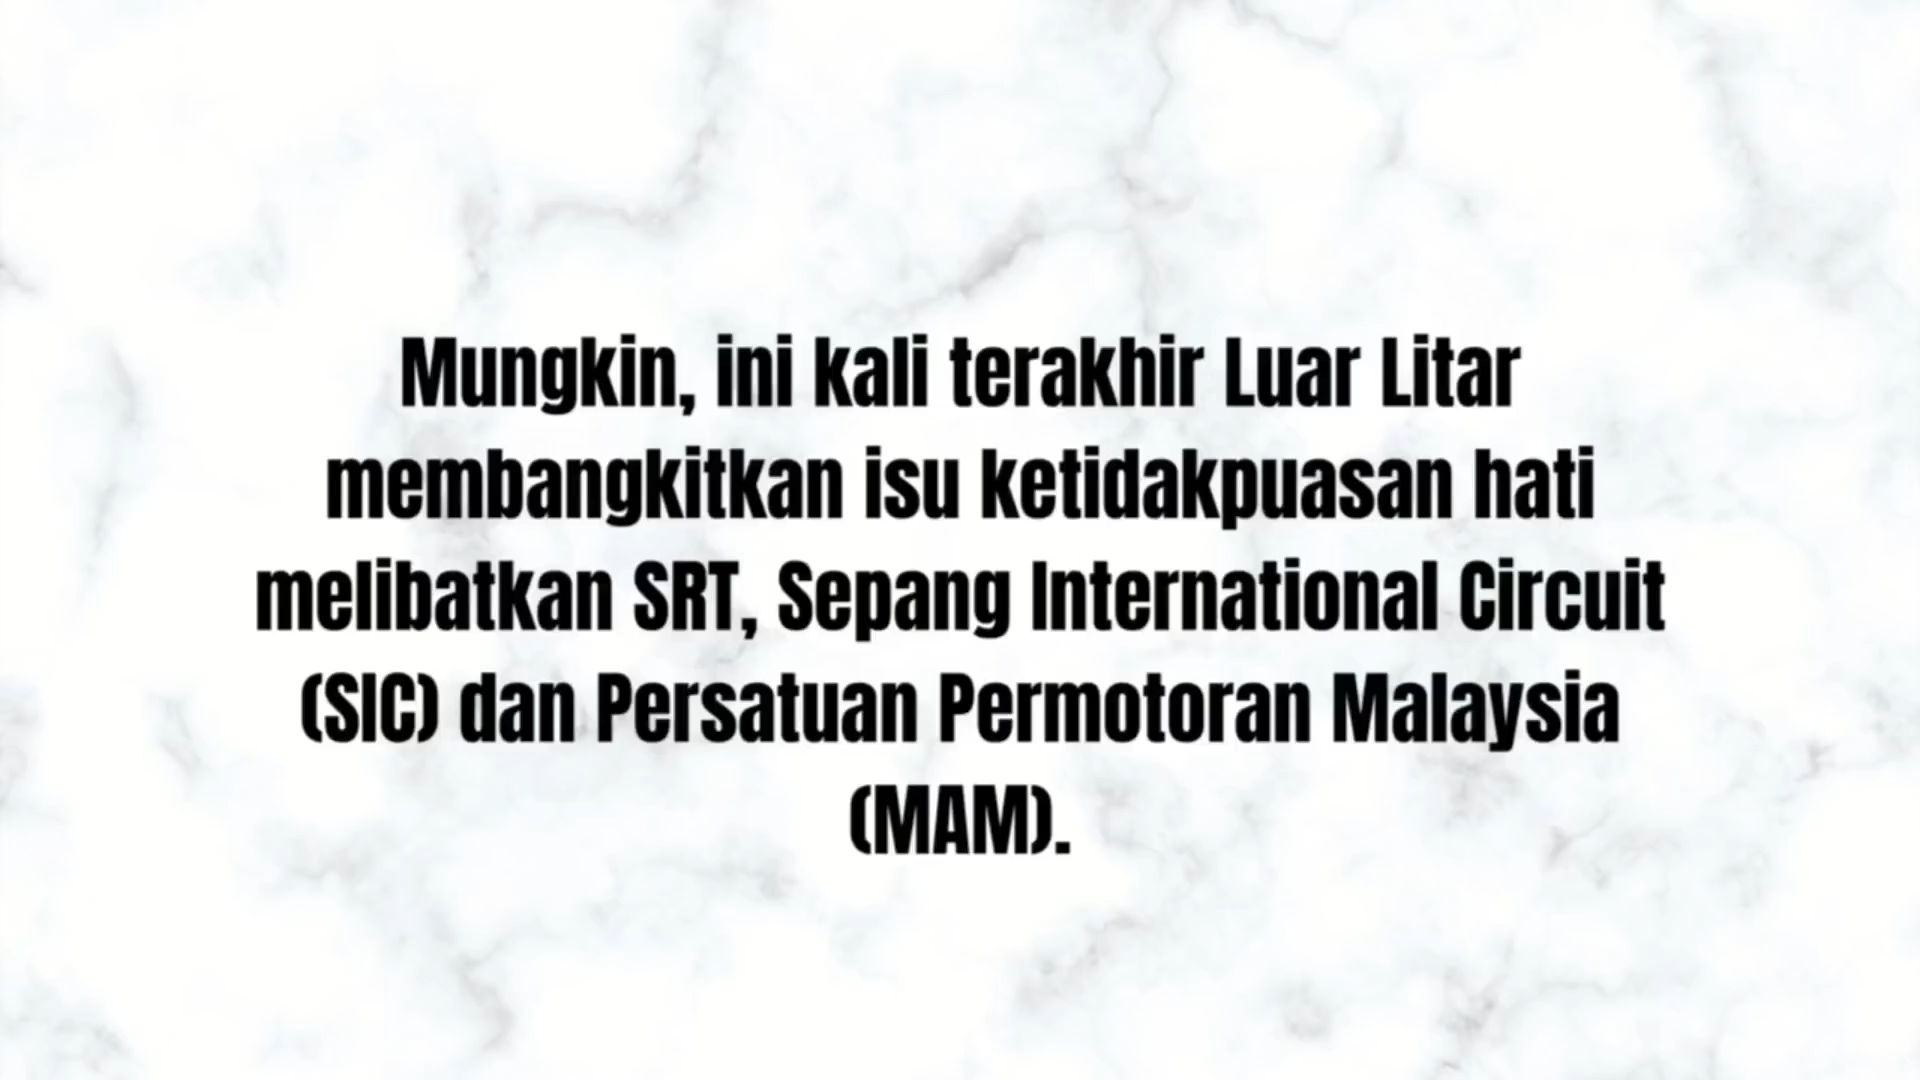 Mungkin, ini kali terakhir Luar Litar
membangkitkan isu ketidakpuasan hati
melibatkan SRT, Sepang International Circuit
(SIC) dan Persatuan Permotoran Malaysia
(MAM).